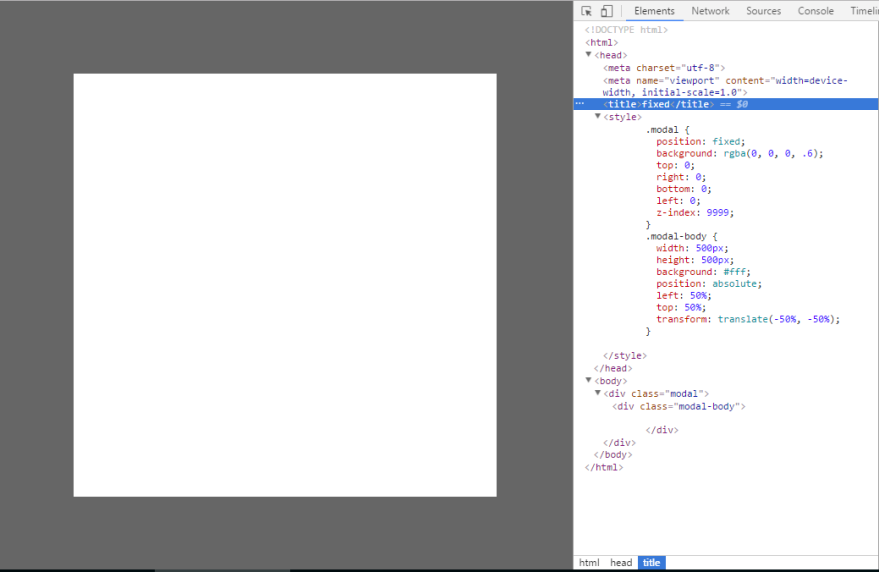 Elements Network Sources Console Timeli
<!DOCTYPE html>
<html>
<head>
<meta charset="utf-8">
<meta name="viewport" content="width=device-
width, initial-scale=1.0">
... <title>fixed</title> == $0
<style>
.modal {
position: fixed;
background: rgba(0, 0, 0, .6);
top: 0;
right: 0;
bottom: 0;
left: 0;
z-index: 9999;
}
.modal-body {
width: 500px;
height: 500px;
background: #fff;
position: absolute;
left: 50%;
top: 50%;
transform: translate(-50%, -50%);
}
</style>
</head>
<body>
<div class="modal">
<div class="modal-body">
</div>
</div>
</body>
</html>
html head title